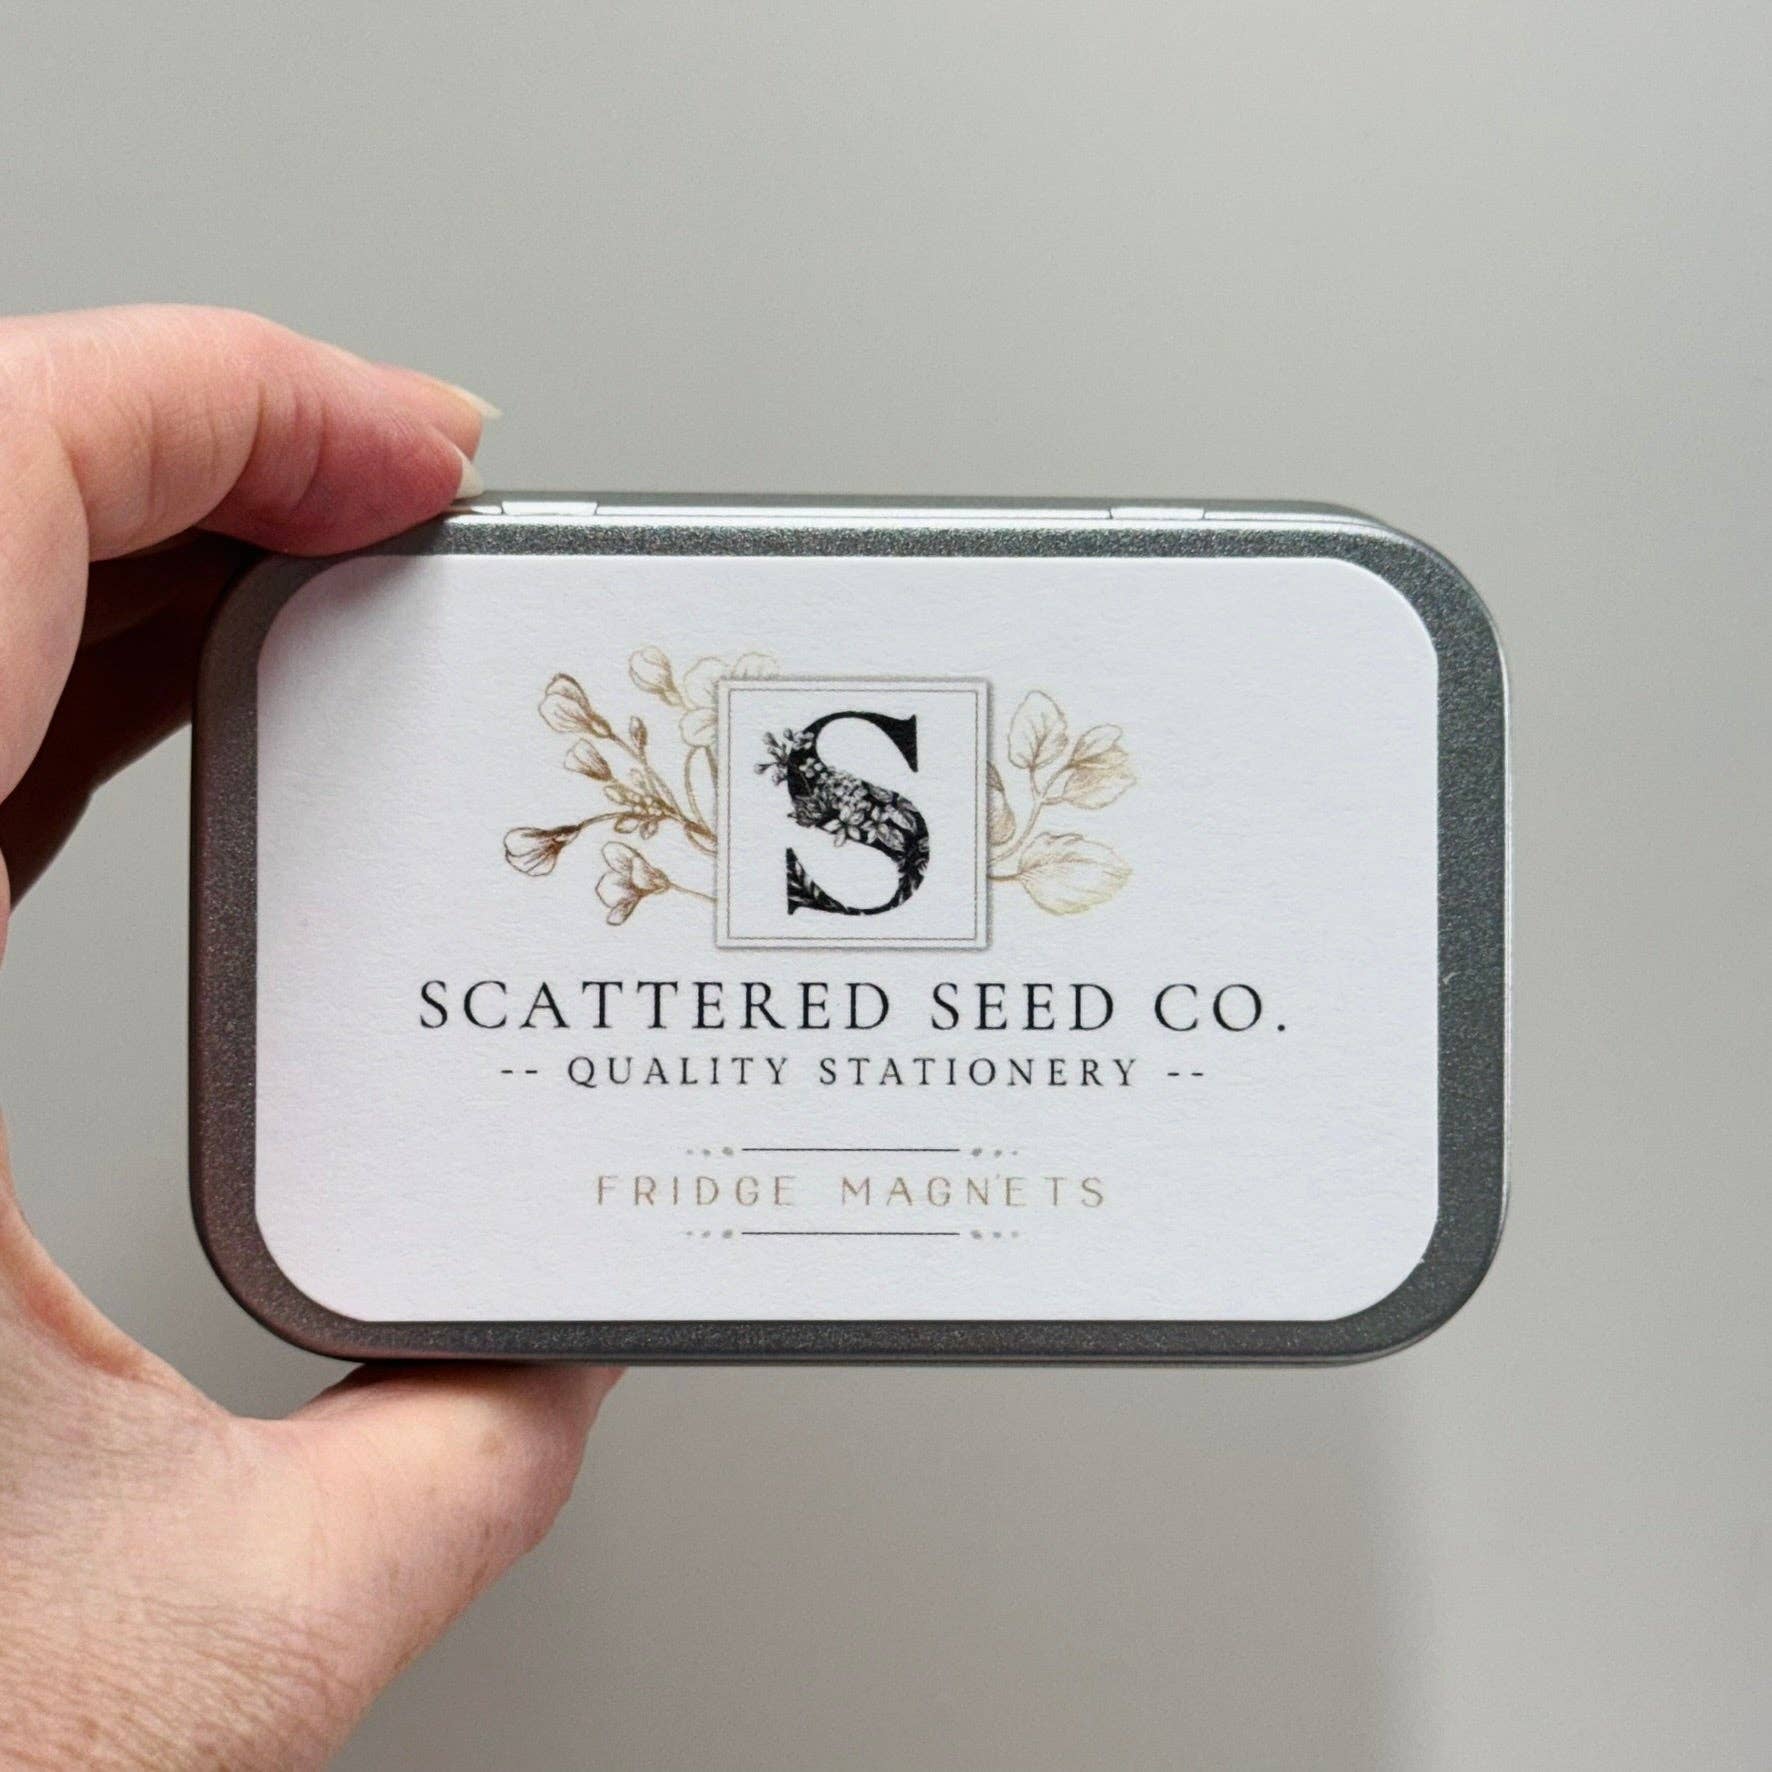 S
SCATTERED SEED CO.
-- QUALITY STATIONERY --
FRIDGE MAGNETS